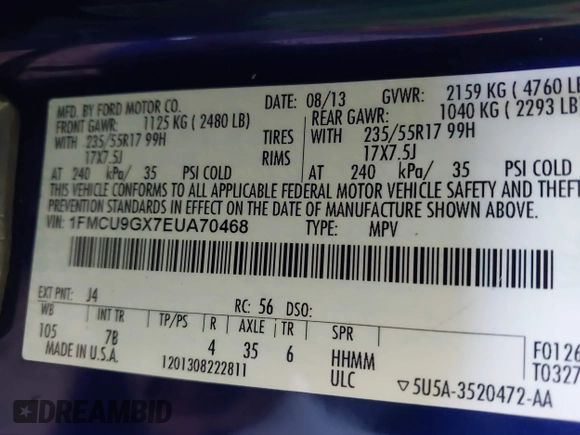 MFD. BY FORD MOTOR CO.
DATE: 08/13 GVWR: 2159 KG ( 4760 LB
FRONT GAWR: 1125 KG ( 2480 LB) REAR GAWR: 1040 KG ( 2293 LB
WITH 235/55R17 99H TIRES WITH 235/55R17 99H
17X7.5J RIMS 17X7.5J
AT 240 kPa/ 35 PSI COLD AT 240 kPa/ 35 PSI COLD
THIS VEHICLE CONFORMS TO ALL APPLICABLE FEDERAL MOTOR VEHICLE SAFETY AND THEFT
PREVENTION STANDARDS IN EFFECT ON THE DATE OF MANUFACTURE SHOWN ABOVE.
VIN: 1FMCU9GX7EUA70468 TYPE: MPV
EXT PNT: J4 RC: 56 DSO:
WB INT TR TP/PS R AXLE TR SPR
105 7B 4 35 6 HHMM F0126
MADE IN U.S.A. 1201308222811 ULC T0327
▽5U5A-3520472-AA
DREAMBID